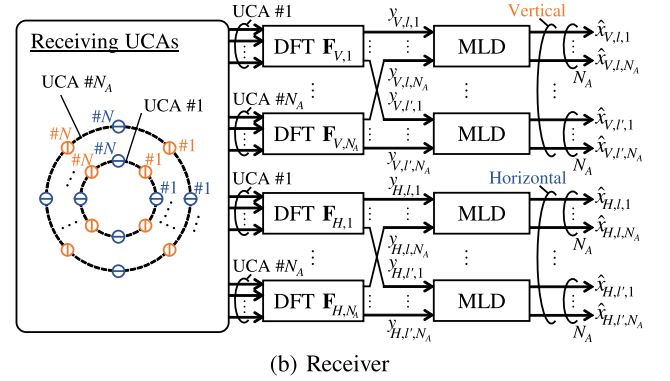 Receiving UCAs
UCA #N_A
UCA #1
#N
#N
#1
#N
#N
#1
#1
#1
UCA #1
DFT F_{V,1}
UCA #N_A
DFT F_{V,N_A}
UCA #1
DFT F_{H,1}
UCA #N_A
DFT F_{H,N_A}
y_{V,l,1}
y_{V,l,N_A}
y_{V,l',1}
y_{V,l',N_A}
y_{H,l,1}
y_{H,l,N_A}
y_{H,l',1}
y_{H,l',N_A}
MLD
MLD
MLD
MLD
Vertical
x̂_{V,l,1}
x̂_{V,l,N_A}
N_A
x̂_{V,l',1}
x̂_{V,l',N_A}
N_A
Horizontal
x̂_{H,l,1}
x̂_{H,l,N_A}
N_A
x̂_{H,l',1}
x̂_{H,l',N_A}
N_A
(b) Receiver